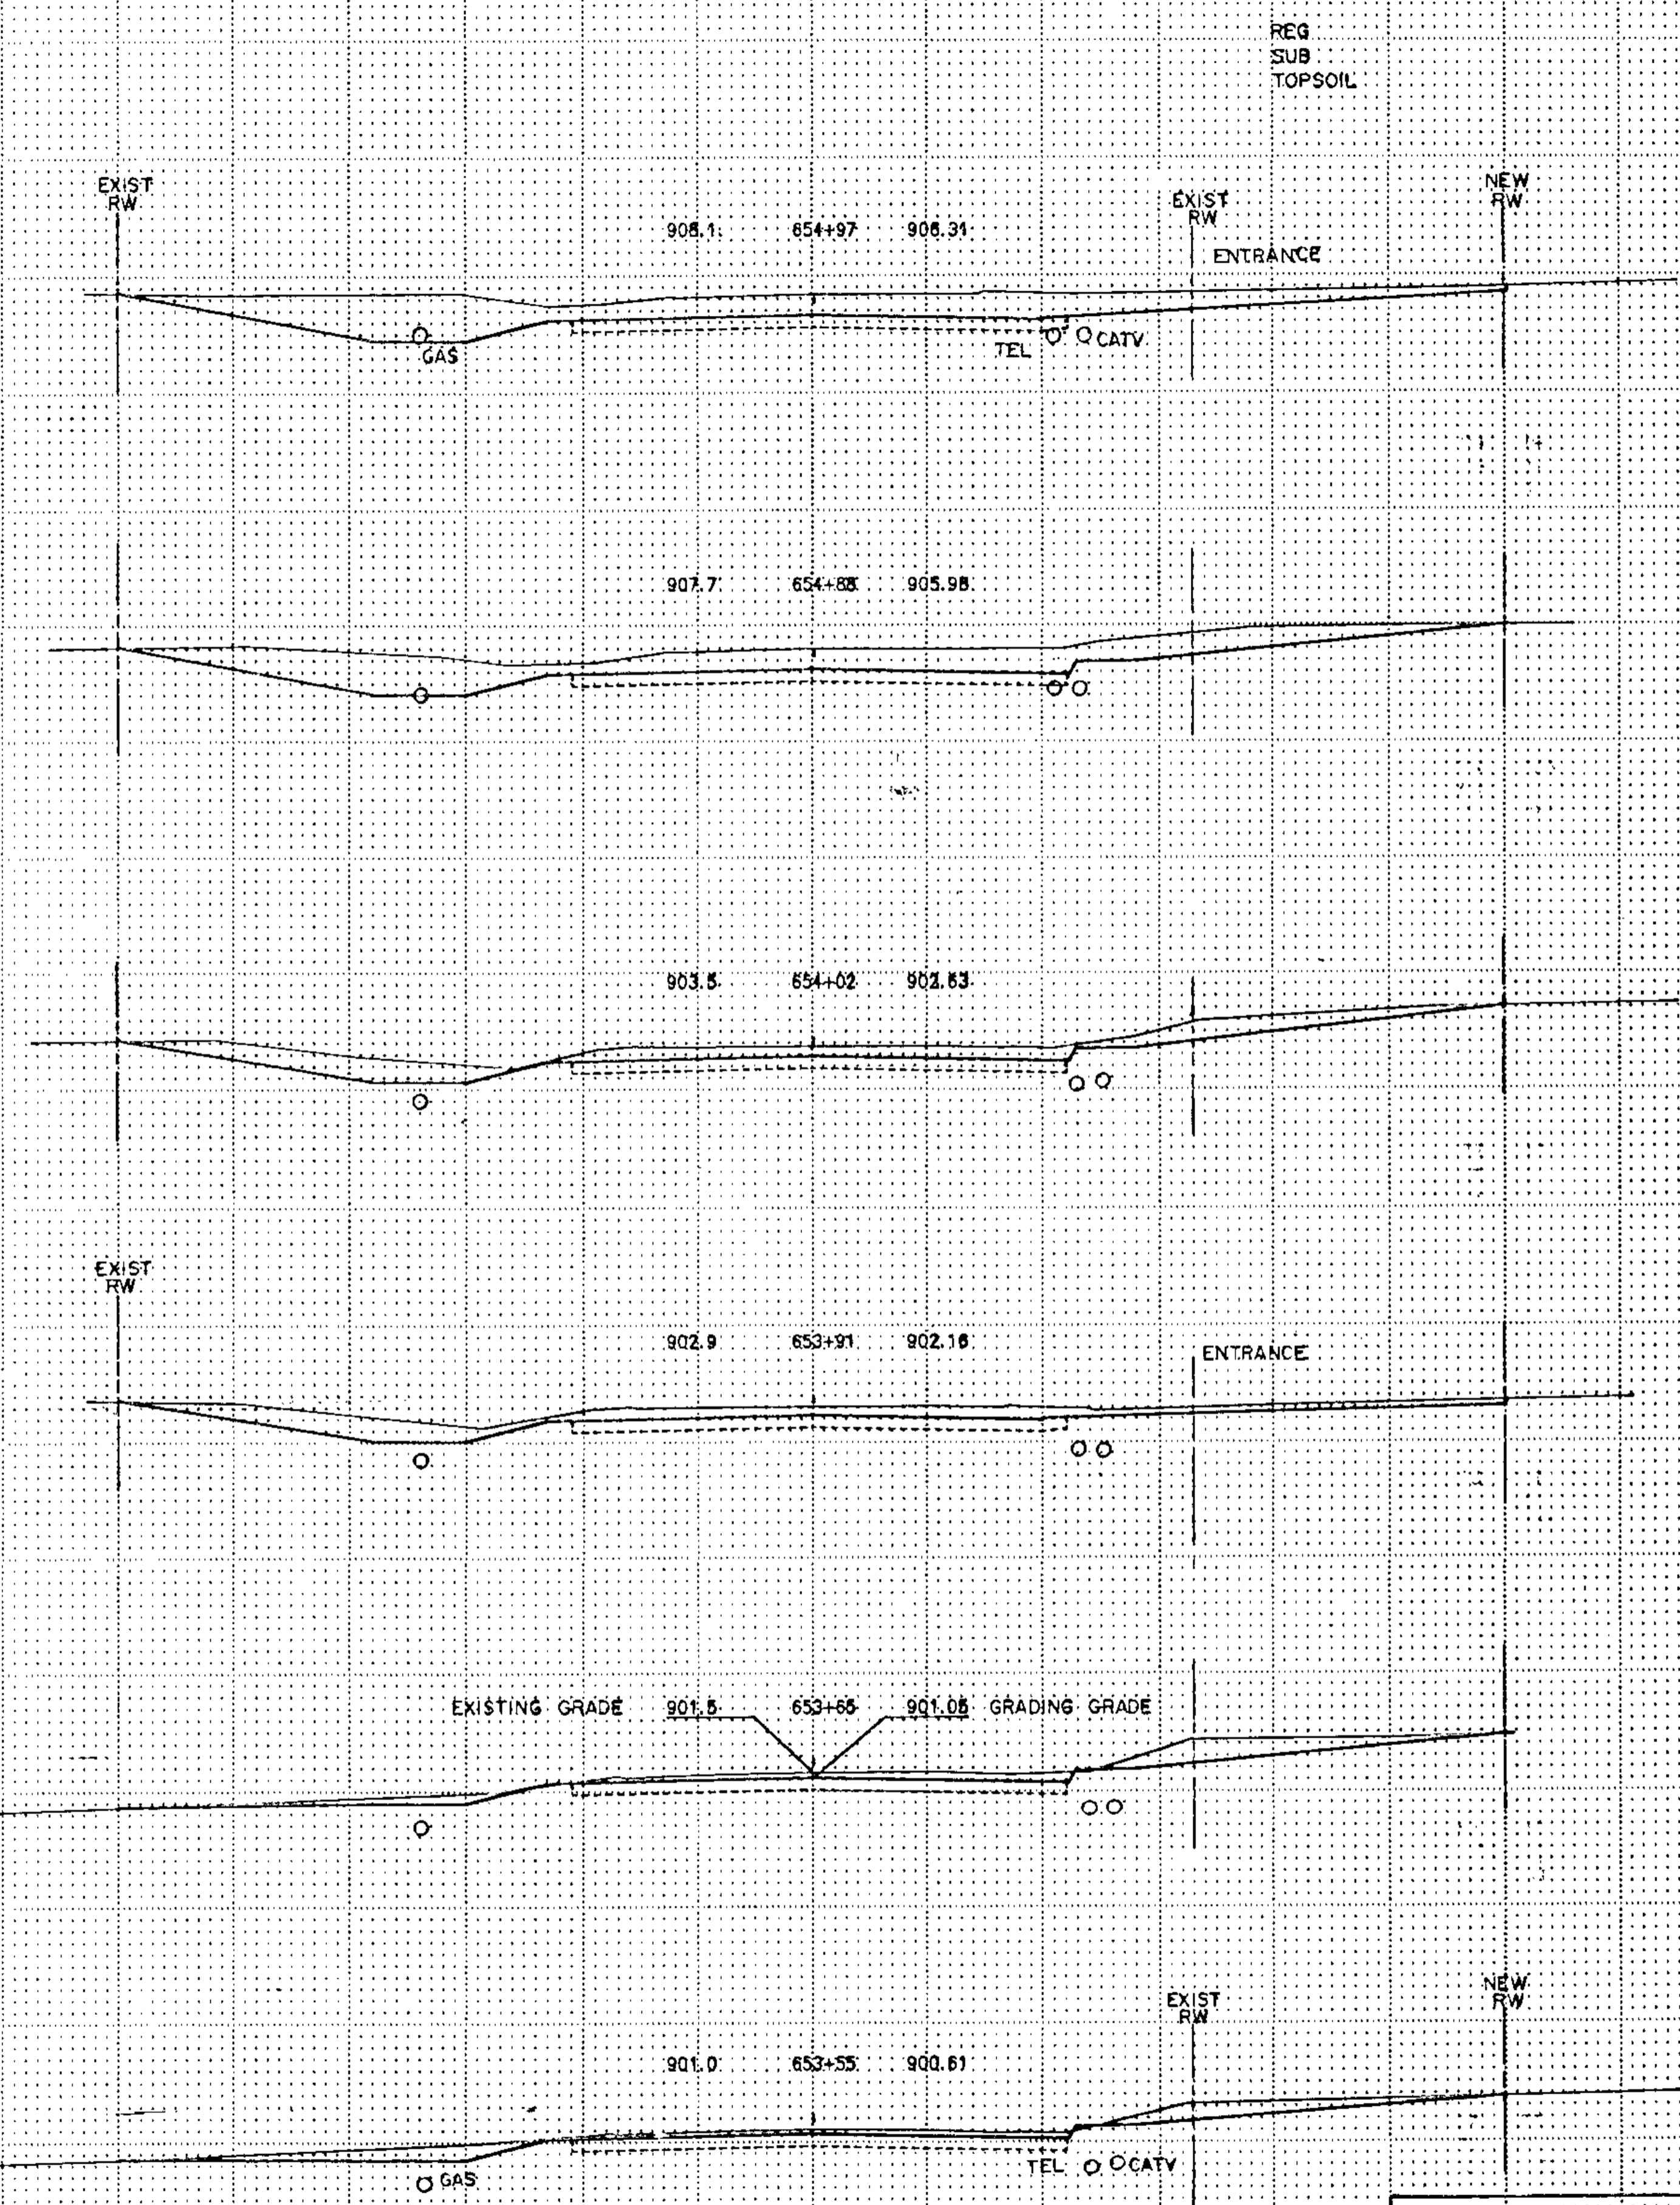 REG
SUB
TOPSOIL
EXIST
RW
EXIST
RW
NEW
RW
908.1 654+97 906.31
ENTRANCE
GAS
TEL
CATV
907.7 654+88 905.98
903.5 654+02 902.63
EXIST
RW
902.9 653+91 902.16
ENTRANCE
EXISTING GRADE 901.5 653+65 901.05 GRADING GRADE
EXIST
RW
NEW
RW
901.0 653+55 900.61
GAS
TEL
CATV